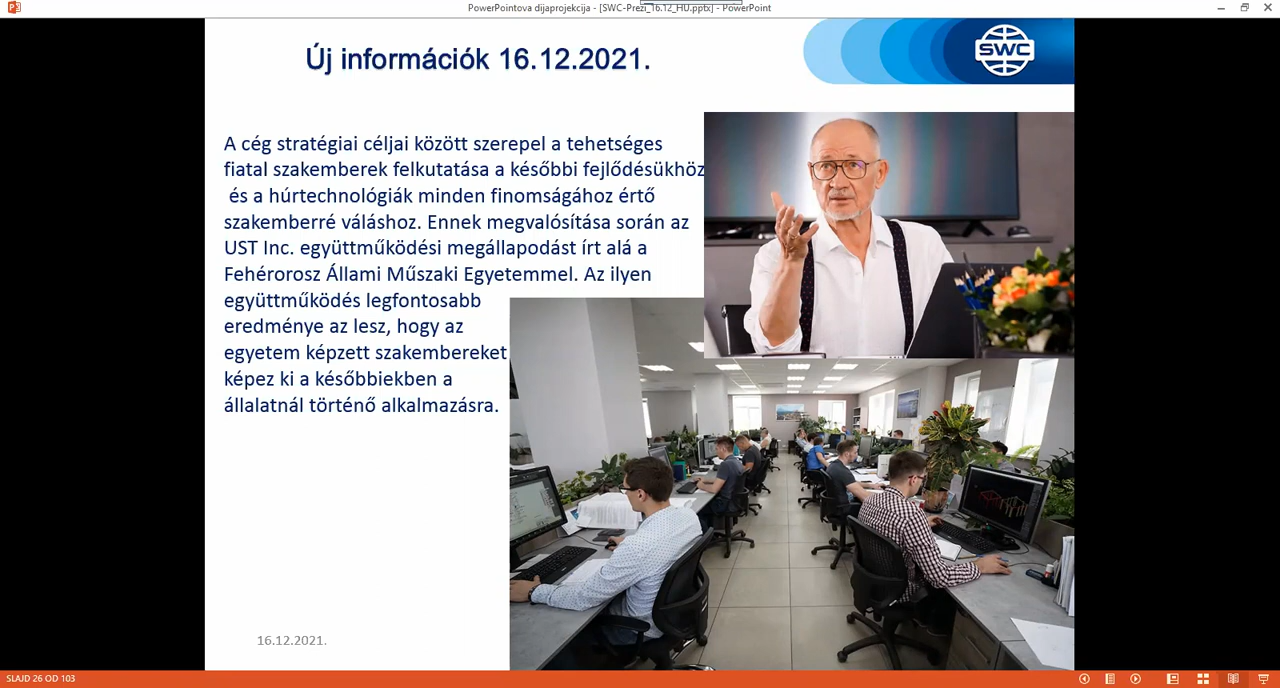 PowerPointova dijaprojekcija - [SWC-Prezi_16.12_HU.pptx] - PowerPoint
Új információk 16.12.2021.
SWC
A cég stratégiai céljai között szerepel a tehetséges
fiatal szakemberek felkutatása a későbbi fejlődésükhöz
és a húrtechnológiák minden finomságához értő
szakemberré váláshoz. Ennek megvalósítása során az
UST Inc. együttműködési megállapodást írt alá a
Fehérorosz Állami Műszaki Egyetemmel. Az ilyen
együttműködés legfontosabb
eredménye az lesz, hogy az
egyetem képzett szakembereket
képez ki a későbbiekben a
állalatnál történő alkalmazásra.
16.12.2021.
SLAJD 26 OD 103